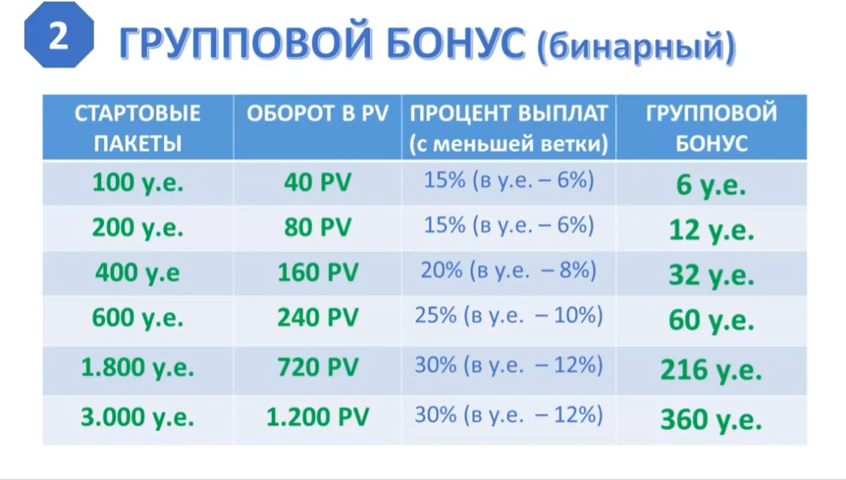 2
ГРУППОВОЙ БОНУС (бинарный)
СТАРТОВЫЕ ПАКЕТЫ ОБОРОТ В PV ПРОЦЕНТ ВЫПЛАТ (с меньшей ветки) ГРУППОВОЙ БОНУС
100 у.е. 40 PV 15% (в у.е. – 6%) 6 у.е.
200 у.е. 80 PV 15% (в у.е. – 6%) 12 у.е.
400 у.е 160 PV 20% (в у.е. – 8%) 32 у.е.
600 у.е. 240 PV 25% (в у.е. – 10%) 60 у.е.
1.800 у.е. 720 PV 30% (в у.е. – 12%) 216 у.е.
3.000 у.е. 1.200 PV 30% (в у.е. – 12%) 360 у.е.